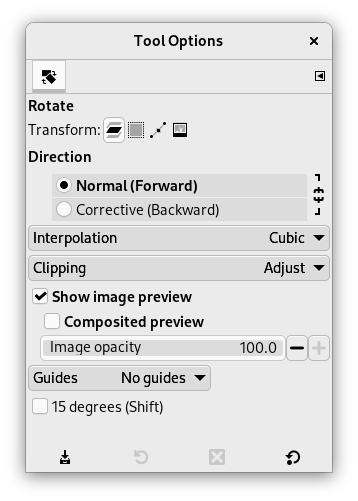 Tool Options
Rotate
Transform:
Direction
Normal (Forward)
Corrective (Backward)
Interpolation Cubic
Clipping Adjust
Show image preview
Composited preview
Image opacity 100.0
Guides No guides
15 degrees (Shift)